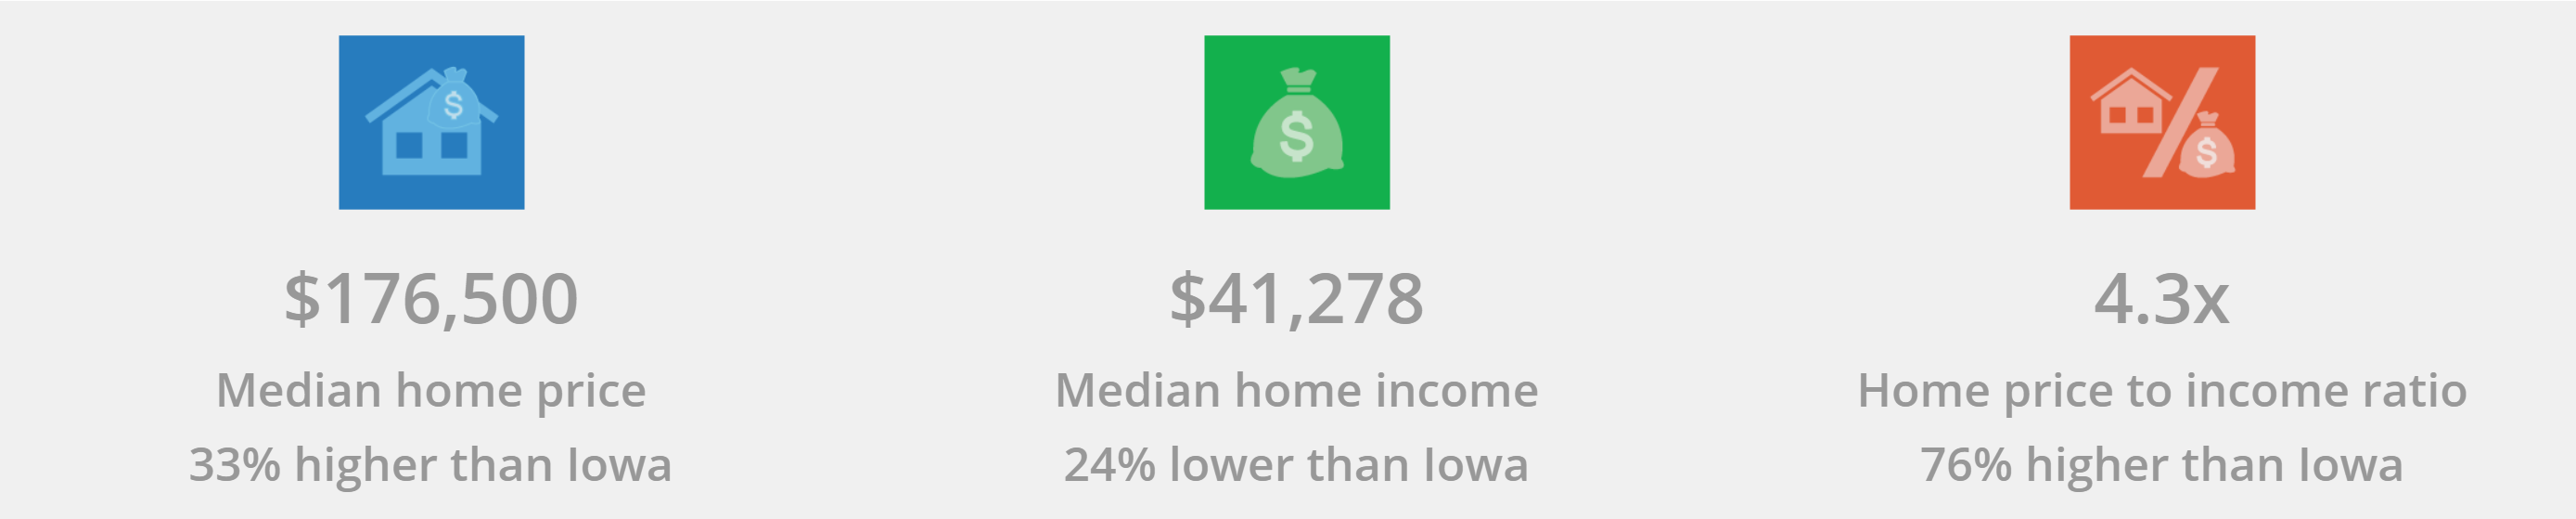 $
$
$
$176,500
$41,278
4.3x
Median home price
Median home income
Home price to income ratio
33% higher than Iowa
24% lower than Iowa
76% higher than Iowa